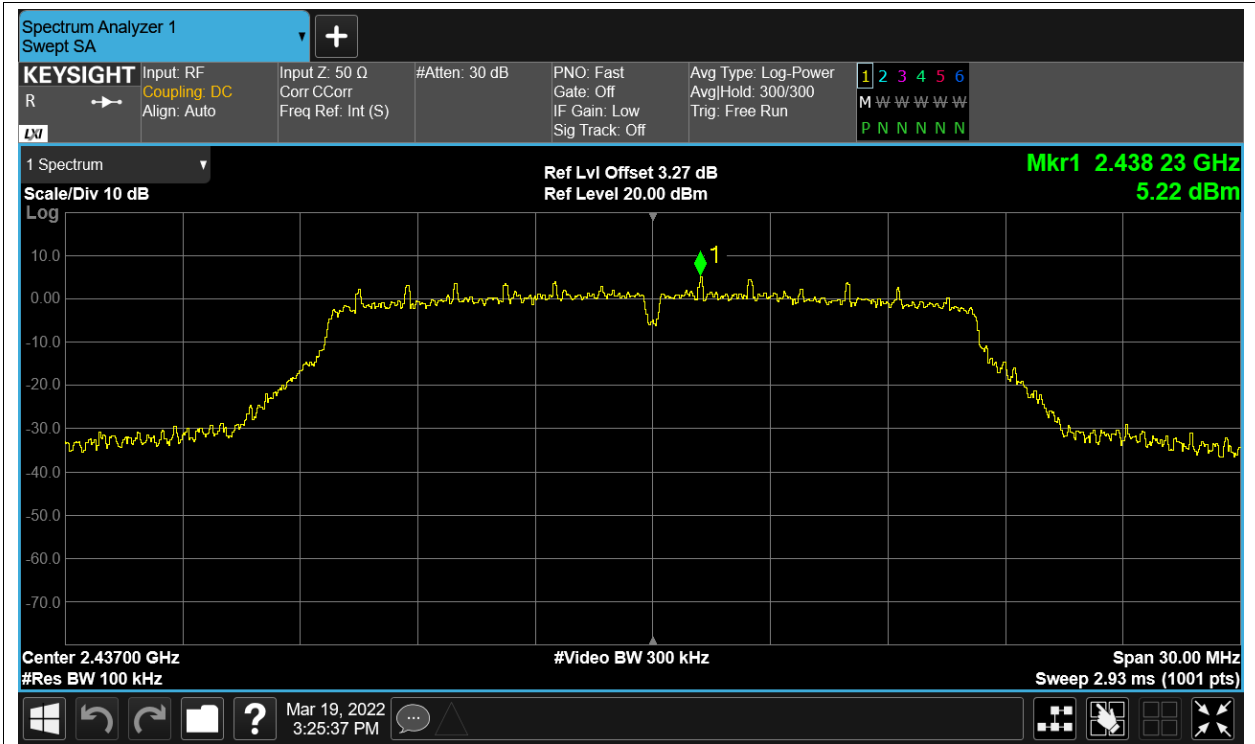 Spectrum Analyzer 1
Swept SA
KEYSIGHT
R
LXI
Input: RF
Coupling: DC
Align: Auto
Input Z: 50 Ω
Corr CCorr
Freq Ref: Int (S)
#Atten: 30 dB
PNO: Fast
Gate: Off
IF Gain: Low
Sig Track: Off
Avg Type: Log-Power
Avg|Hold: 300/300
Trig: Free Run
1 2 3 4 5 6
M W W W W W
P N N N N N
1 Spectrum
Scale/Div 10 dB
Log
Ref Lvl Offset 3.27 dB
Ref Level 20.00 dBm
Mkr1 2.438 23 GHz
5.22 dBm
1
10.0
0.00
-10.0
-20.0
-30.0
-40.0
-50.0
-60.0
-70.0
Center 2.43700 GHz
#Res BW 100 kHz
#Video BW 300 kHz
Span 30.00 MHz
Sweep 2.93 ms (1001 pts)
?
Mar 19, 2022
3:25:37 PM